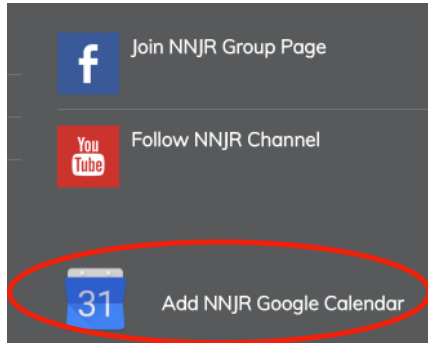 f
Join NNJR Group Page
You
Tube
Follow NNJR Channel
31
Add NNJR Google Calendar